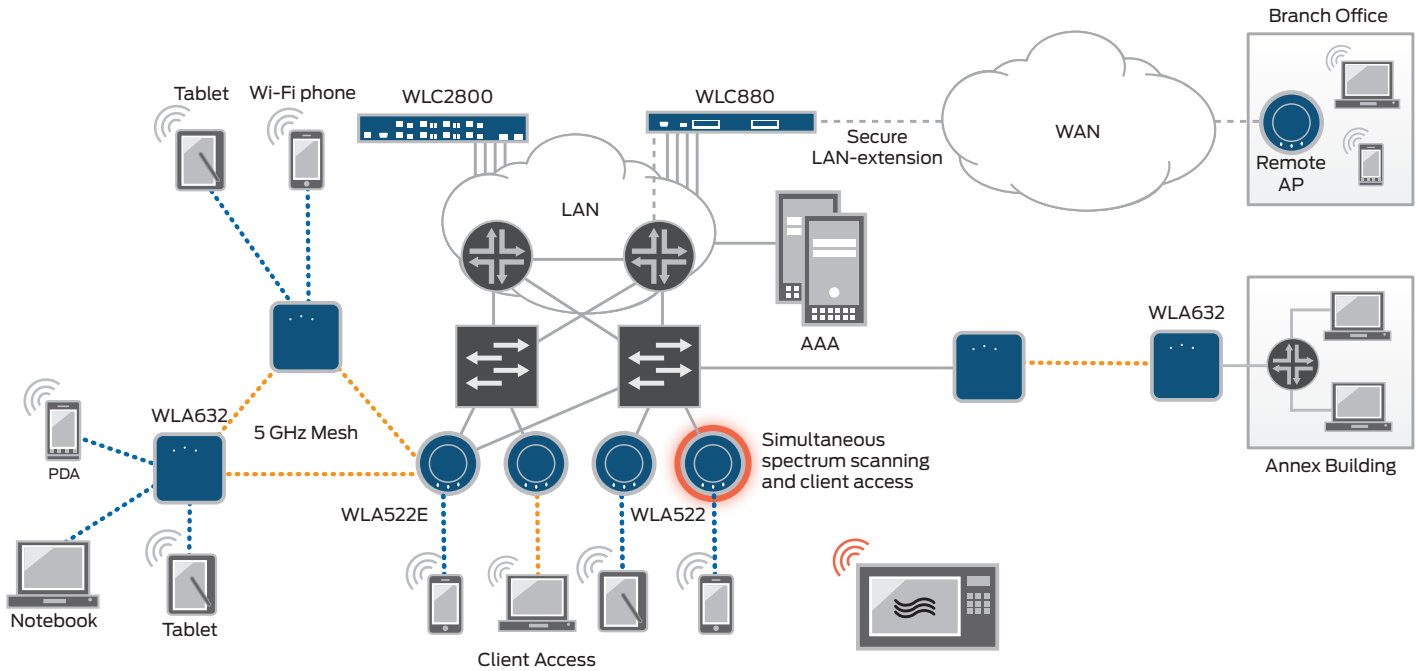 Branch Office
Tablet
Wi-Fi phone
WLC2800
WLC880
Secure
LAN-extension
WAN
Remote
AP
LAN
AAA
WLA632
Annex Building
WLA632
5 GHz Mesh
PDA
Notebook
Tablet
WLA522E
WLA522
Simultaneous
spectrum scanning
and client access
Client Access